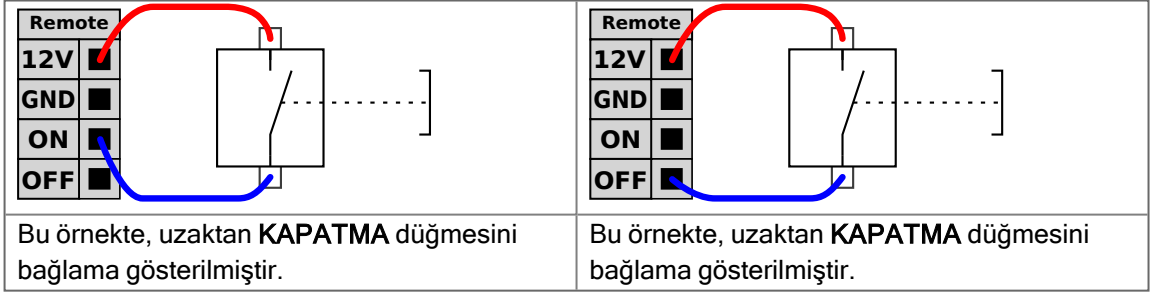 Remote
12V
GND
ON
OFF
Bu örnekte, uzaktan KAPATMA düğmesini
bağlama gösterilmiştir.
Remote
12V
GND
ON
OFF
Bu örnekte, uzaktan KAPATMA düğmesini
bağlama gösterilmiştir.